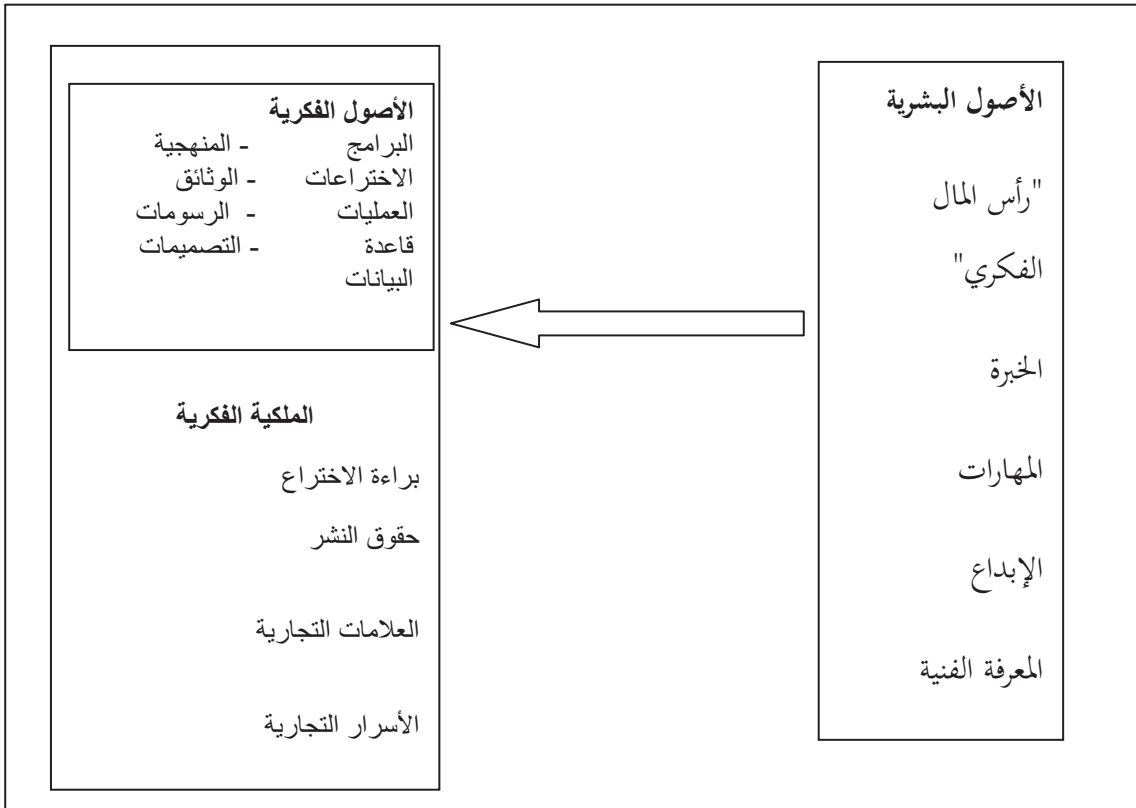 الأصول البشرية
"رأس المال
الفكري"
الخبرة
المهارات
الإبداع
المعرفة الفنية
الأصول الفكرية
البرامج - المنهجية
الاختراعات - الوثائق
العمليات - الرسومات
قاعدة - التصميمات
البيانات
الملكية الفكرية
براءة الاختراع
حقوق النشر
العلامات التجارية
الأسرار التجارية